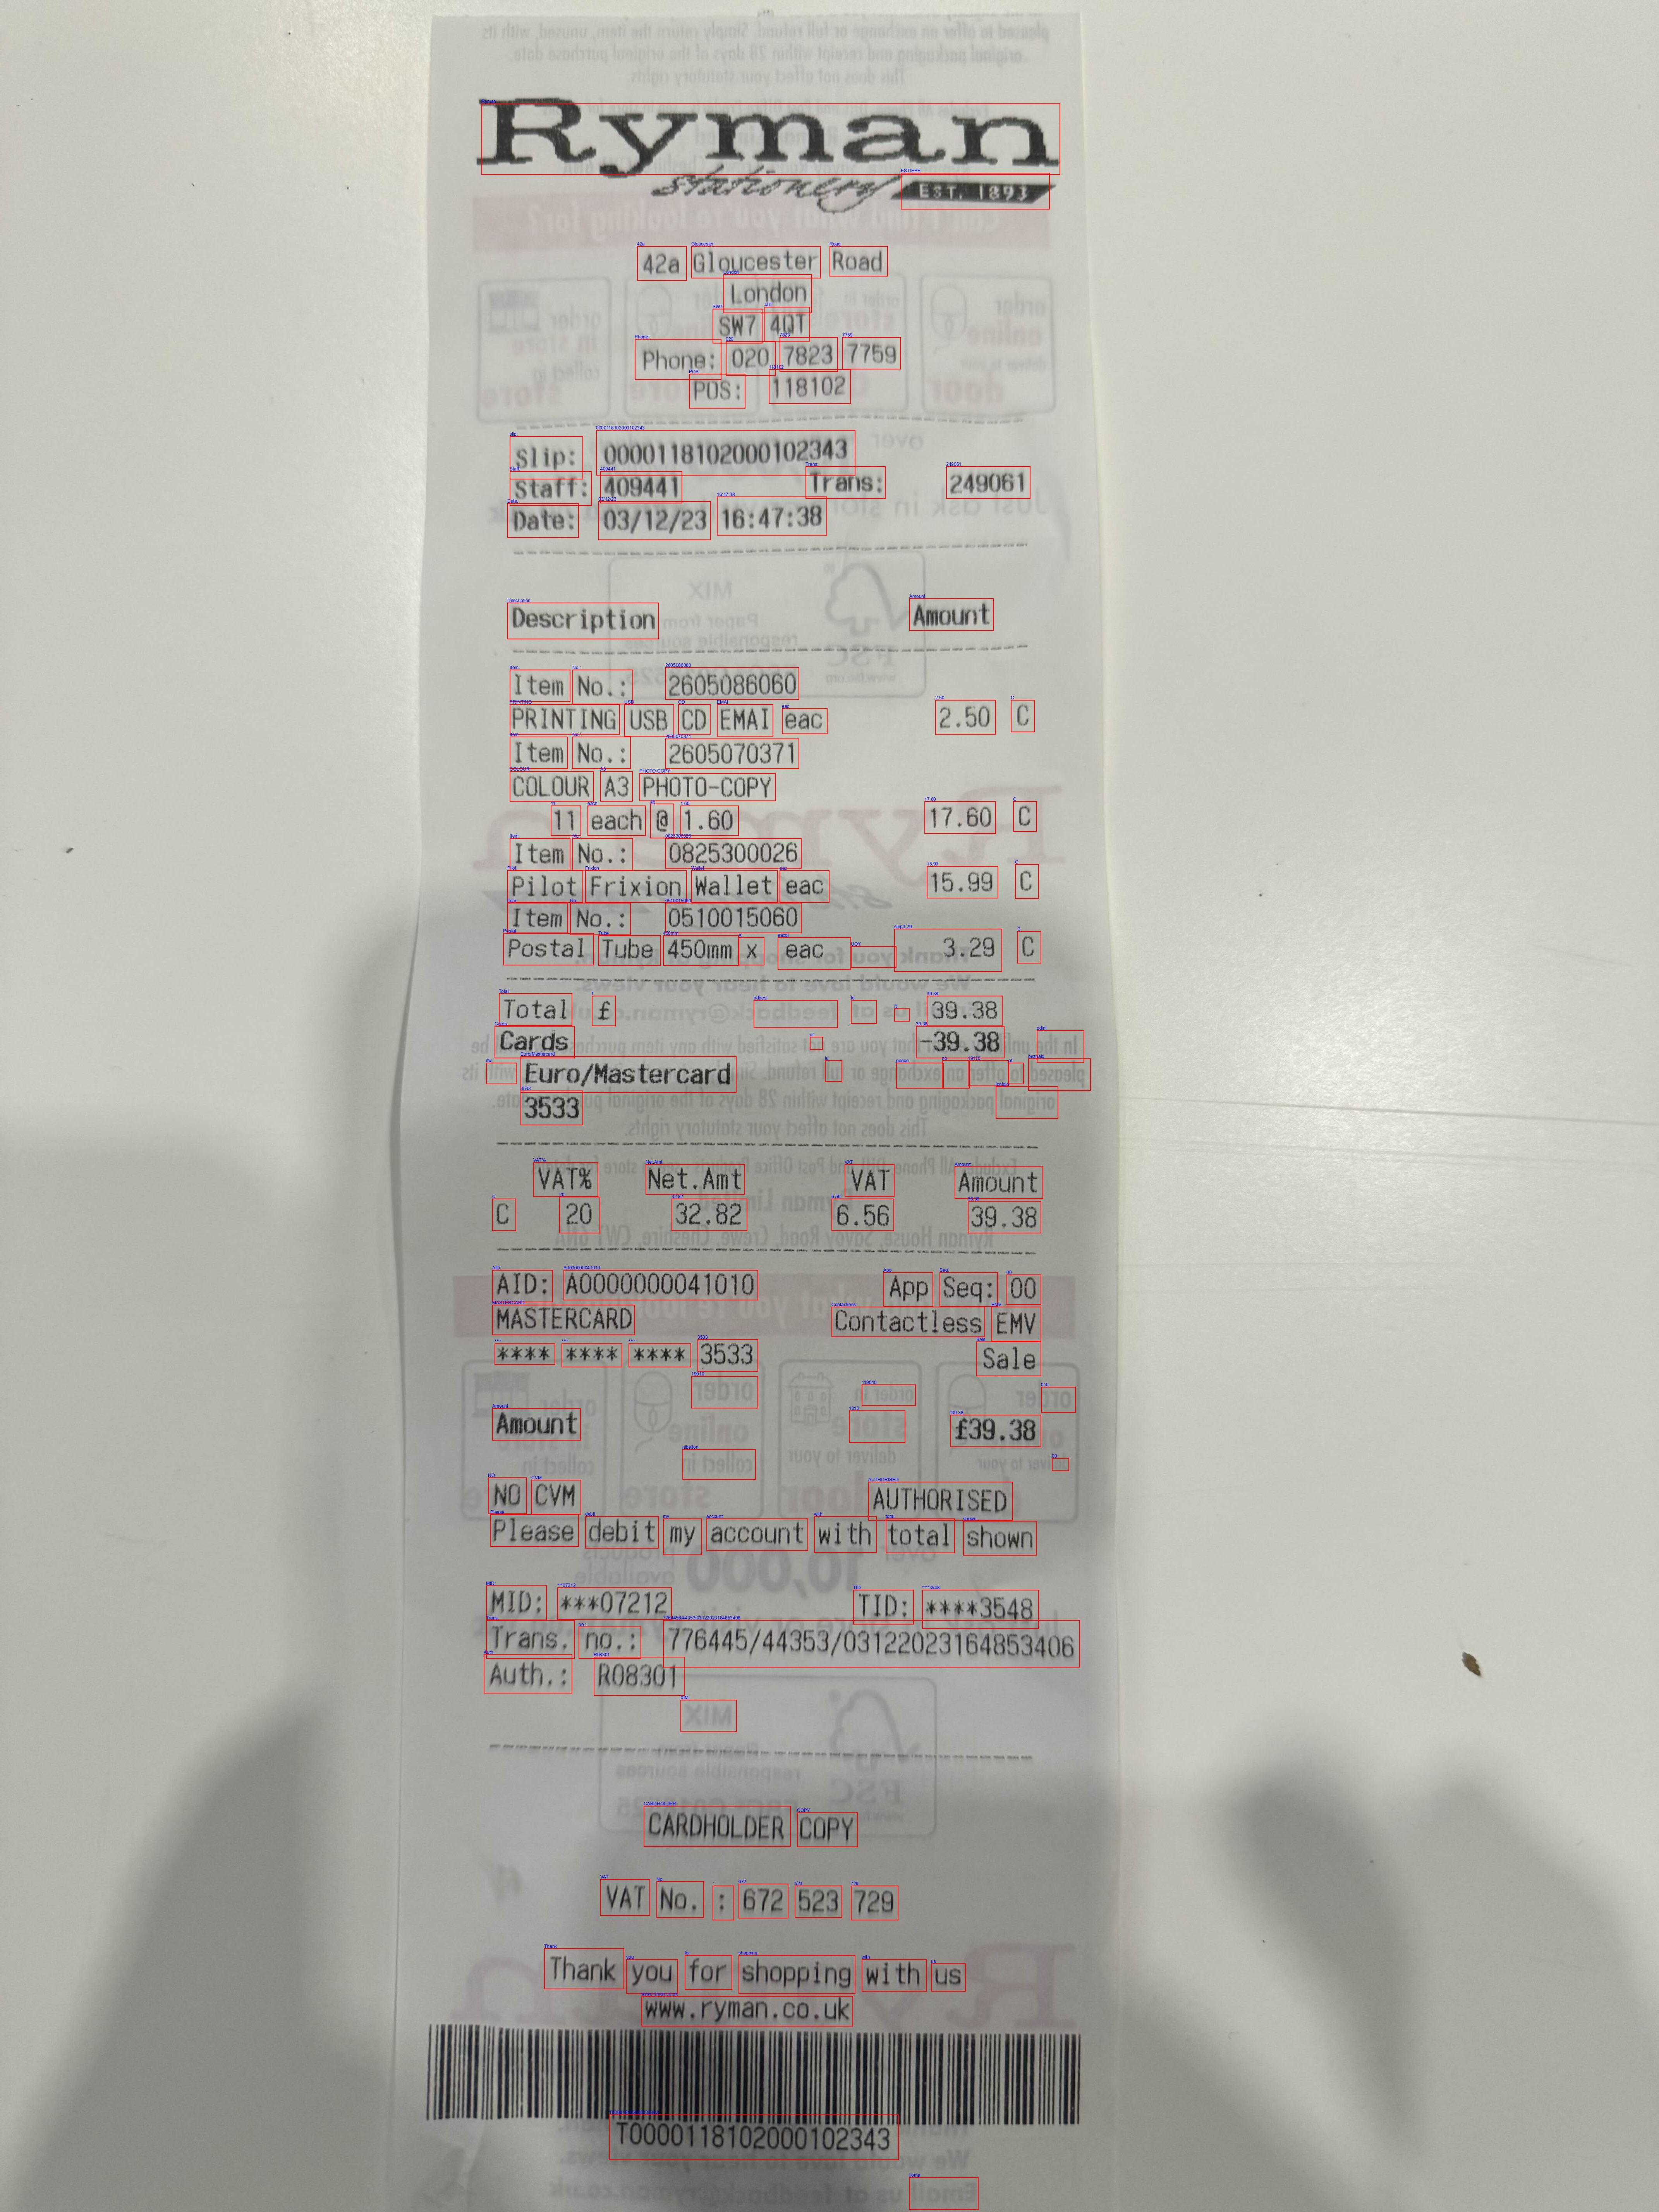 Ryman
stationery EST. 1893
42a Gloucester Road
London
SW7 4QT
Phone: 020 7823 7759
POS: 118102
Slip: 0000118102000102343
Staff: 409441 Trans: 249061
Date: 03/12/23 16:47:38
Description Amount
Item No.: 2605086060
PRINTING USB CD EMAI eac 2.50 C
Item No.: 2605070371
COLOUR A3 PHOTO-COPY
11 each @ 1.60 17.60 C
Item No.: 0825300026
Pilot Frixion Wallet eac 15.99 C
Item No.: 0510015060
Postal Tube 450mm x eac 3.29 C
Total £ 39.38
Cards -39.38
Euro/Mastercard
3533
VAT% Net.Amt VAT Amount
C 20 32.82 6.56 39.38
AID: A0000000041010 App Seq: 00
MASTERCARD Contactless EMV
**** **** **** 3533 Sale
Amount £39.38
NO CVM AUTHORISED
Please debit my account with total shown
MID: ***07212 TID: ****3548
Trans. no.: 776445/44353/03122023164853406
Auth.: R08301
CARDHOLDER COPY
VAT No. : 672 523 729
Thank you for shopping with us
www.ryman.co.uk
T0000118102000102343